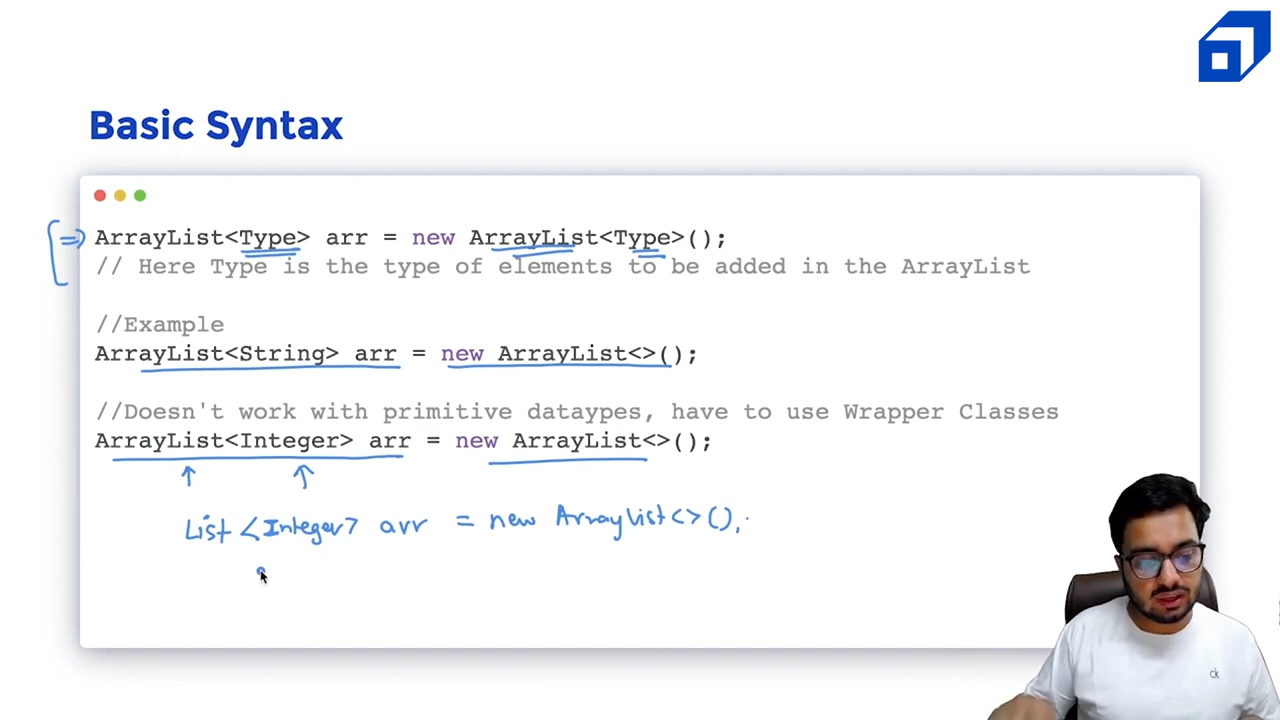 Basic Syntax
ArrayList<Type> arr = new ArrayList<Type>();
// Here Type is the type of elements to be added in the ArrayList
//Example
ArrayList<String> arr = new ArrayList<>();
//Doesn't work with primitive dataypes, have to use Wrapper Classes
ArrayList<Integer> arr = new ArrayList<>();
List <Integer> arr = new ArrayList<>();
ck